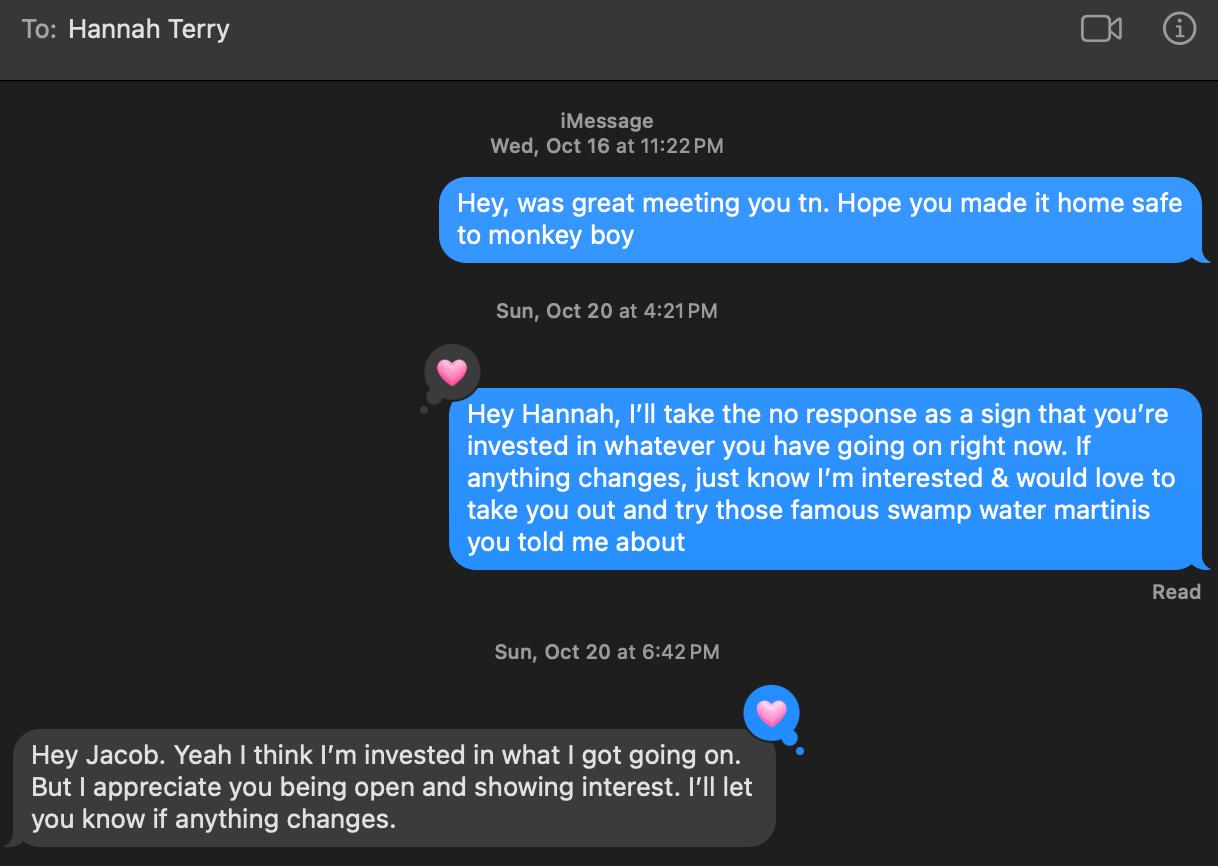 To: Hannah Terry
iMessage
Wed, Oct 16 at 11:22 PM
Hey, was great meeting you tn. Hope you made it home safe
to monkey boy
Sun, Oct 20 at 4:21 PM
Hey Hannah, I’ll take the no response as a sign that you’re
invested in whatever you have going on right now. If
anything changes, just know I’m interested & would love to
take you out and try those famous swamp water martinis
you told me about
Read
Sun, Oct 20 at 6:42 PM
Hey Jacob. Yeah I think I’m invested in what I got going on.
But I appreciate you being open and showing interest. I’ll let
you know if anything changes.